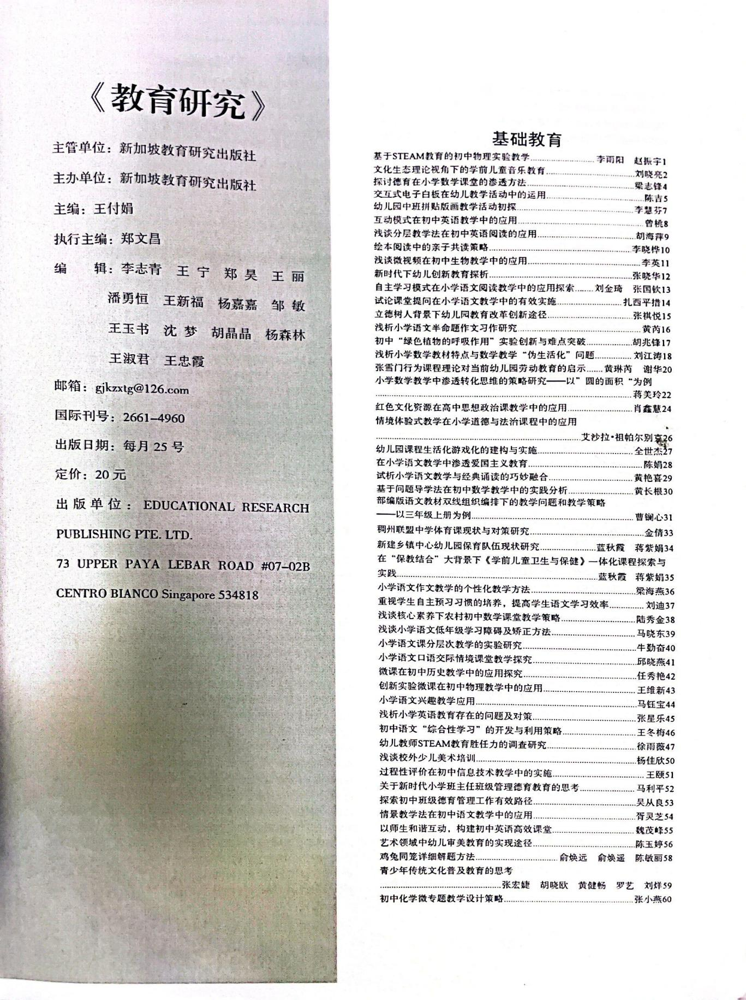 《教育研究》
主管单位：新加坡教育研究出版社
主办单位：新加坡教育研究出版社
主编：王付娟
执行主编：郑文昌
编 辑：李志青 王 宁 郑 昊 王 丽
潘勇恒 王新福 杨嘉嘉 邹 敏
王玉书 沈 梦 胡晶晶 杨森林
王淑君 王忠霞
邮箱：gjkzxtg@126.com
国际刊号：2661–4960
出版日期：每月 25 号
定价：20 元
出 版 单 位 ： EDUCATIONAL RESEARCH
PUBLISHING PTE. LTD.
73 UPPER PAYA LEBAR ROAD #07–02B
CENTRO BIANCO Singapore 534818
基础教育
基于STEAM教育的初中物理实验教学……李雨阳 赵振宇1
文化生态理论视角下的学前儿童音乐教育……刘晓亮2
探讨德育在小学数学课堂的渗透方法……梁志锋4
交互式电子白板在幼儿教学活动中的运用……陈吉5
幼儿园中班拼贴版画教学活动初探……李慧芬7
互动模式在初中英语教学中的应用……曾桃8
浅谈分层教学法在初中英语阅读的应用……胡海萍9
绘本阅读中的亲子共读策略……李晓桦10
浅谈微视频在初中生物教学中的应用……李英11
新时代下幼儿创新教育探析……张晓华12
自主学习模式在小学语文阅读教学中的应用探索……刘金琦 张国钦13
试论课堂提问在小学语文教学中的有效实施……扎西平措14
立德树人背景下幼儿园教育改革创新途径……张祺悦15
浅析小学语文半命题作文习作研究……黄芮16
初中“绿色植物的呼吸作用”实验创新与难点突破……胡兆锋17
浅析小学数学教材特点与数学教学“伪生活化”问题……刘江涛18
张雪门行为课程理论对当前幼儿园劳动教育的启示……黄琳芮 谢华20
小学数学教学中渗透转化思维的策略研究——以”圆的面积“为例
……蒋美玲22
红色文化资源在高中思想政治课教学中的应用……肖鑫慧24
情境体验式教学在小学道德与法治课程中的应用
……艾沙拉•祖帕尔别克26
幼儿园课程生活化游戏化的建构与实施……全世杰27
在小学语文教学中渗透爱国主义教育……陈娟28
试析小学语文教学与经典诵读的巧妙融合……黄艳喜29
基于问题导学法在初中数学教学中的实践分析……黄长根30
部编版语文教材双线组织编排下的教学问题和教学策略
——以三年级上册为例……曹镧心31
稠州联盟中学体育课现状与对策研究……金倩33
新建乡镇中心幼儿园保育队伍现状研究……蓝秋霞 蒋紫娟34
在“保教结合”大背景下《学前儿童卫生与保健》一体化课程探索与
实践……蓝秋霞 蒋紫娟35
小学语文作文教学的个性化教学方法……梁海燕36
重视学生自主预习习惯的培养，提高学生语文学习效率……刘迪37
浅谈核心素养下农村初中数学课堂教学策略……陆秀金38
浅谈小学语文低年级学习障碍及矫正方法……马晓东39
小学语文课分层次教学的实验研究……牛勤奋40
小学语文口语交际情境课堂教学探究……邱晓燕41
微课在初中历史教学中的应用探究……任秀艳42
创新实验微课在初中物理教学中的应用……王维新43
小学语文兴趣教学应用……马钰宝44
浅析小学英语教育存在的问题及对策……张星乐45
初中语文“综合性学习”的开发与利用策略……王冬梅46
幼儿教师STEAM教育胜任力的调查研究……徐雨薇47
浅谈校外少儿美术培训……杨佳欣50
过程性评价在初中信息技术教学中的实施……王颐51
关于新时代小学班主任班级管理德育教育的思考……马利平52
探索初中班级德育管理工作有效路径……吴从良53
情景教学法在初中语文教学中的应用……胥灵芝54
以师生和谐互动，构建初中英语高效课堂……魏茂峰55
艺术领域中幼儿审美教育的实现途径……陈玉婷56
鸡兔同笼详细解题方法……俞焕远 俞焕遥 陈敏丽58
青少年传统文化普及教育的思考
……张宏婕 胡晓欧 黄健畅 罗艺 刘烊59
初中化学微专题教学设计策略……张小燕60